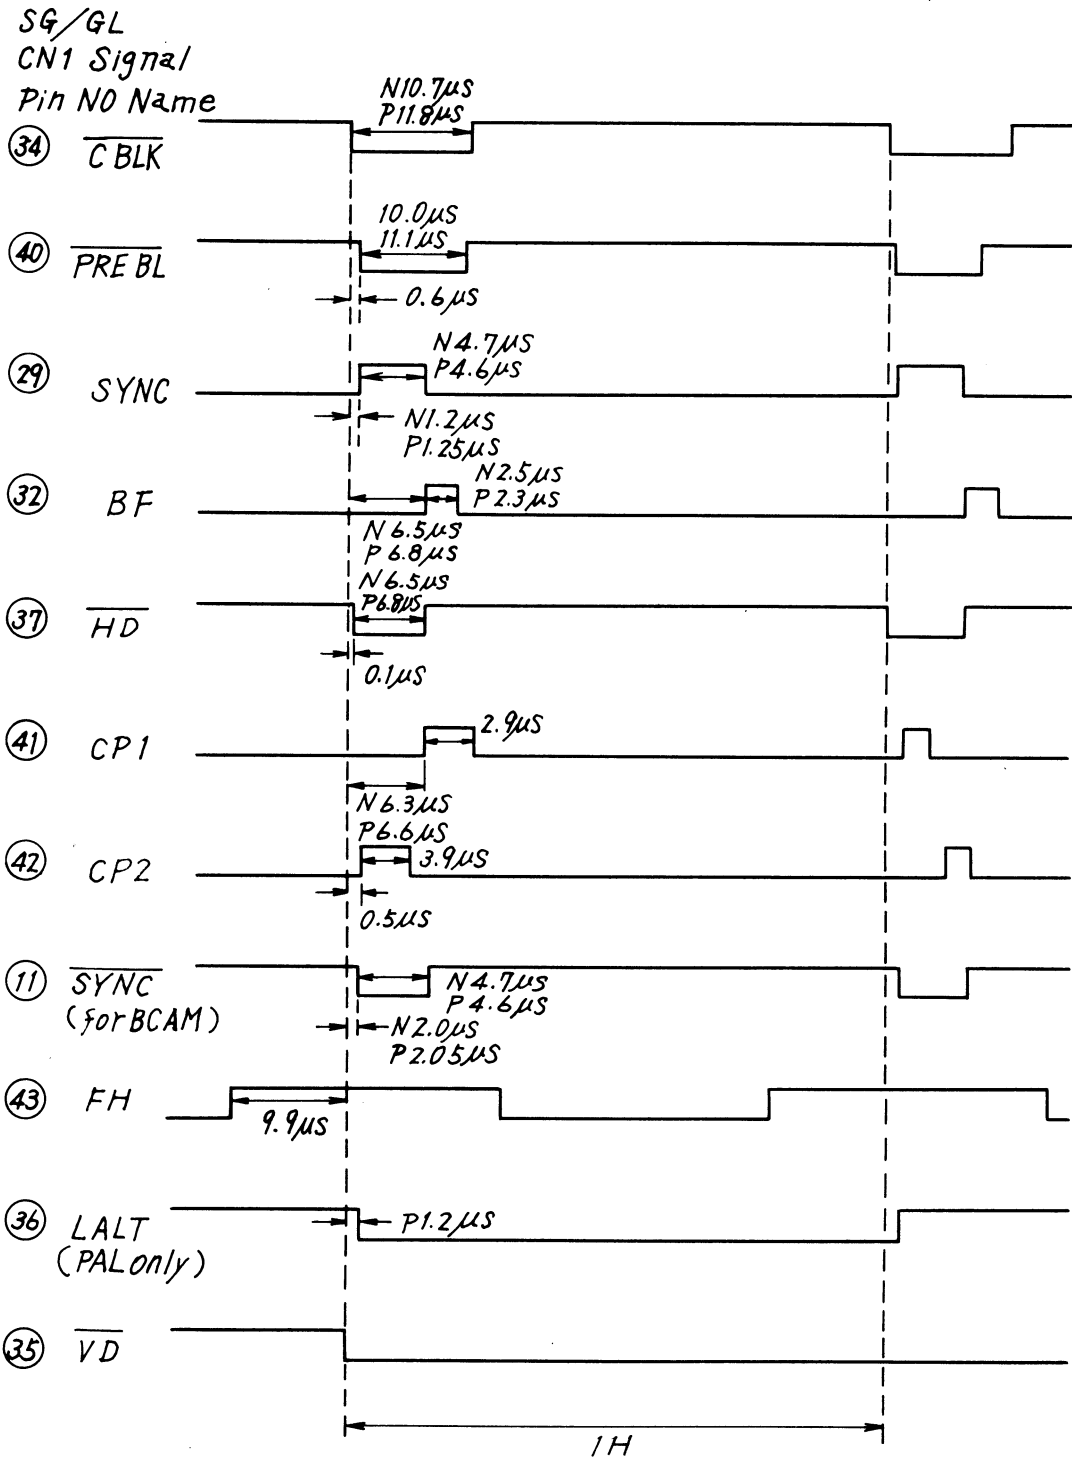 SG/GL
CN1 Signal
Pin NO Name
N10.7μs
P11.8μs
34 CBLK
10.0μs
11.1μs
40 PREBL
0.6μs
N4.7μs
P4.6μs
29 SYNC
N1.2μs
P1.25μs
N2.5μs
P2.3μs
32 BF
N6.5μs
P6.8μs
N6.5μs
P6.8μs
37 HD
0.1μs
2.9μs
41 CP1
N6.3μs
P6.6μs
3.9μs
42 CP2
0.5μs
11 SYNC
(for BCAM)
N4.7μs
P4.6μs
N2.0μs
P2.05μs
43 FH
9.9μs
36 LALT
(PAL only)
P1.2μs
35 VD
1H